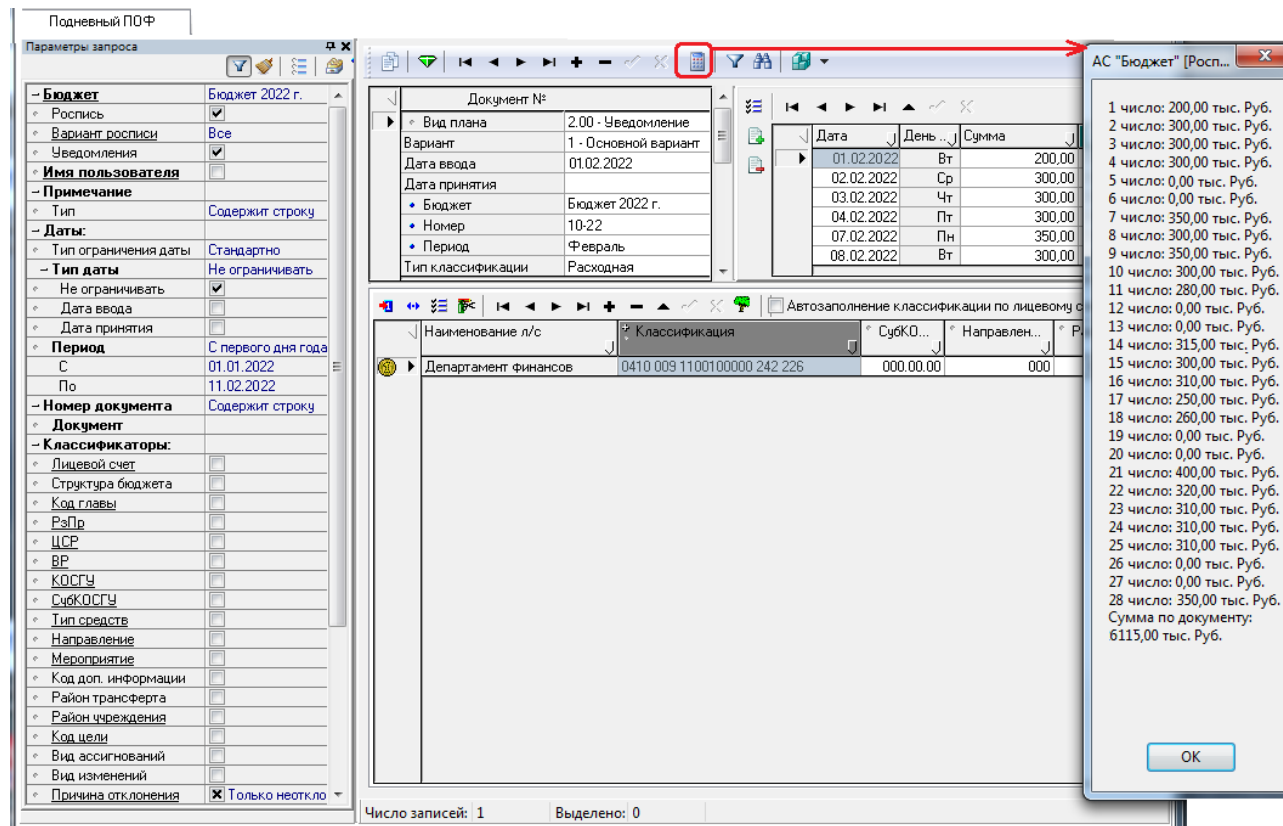 Подневный ПОФ
Параметры запроса
Бюджет Бюджет 2022 г.
Роспись
Вариант росписи Все
Уведомления
Имя пользователя
Примечание
Тип Содержит строку
Даты:
Тип ограничения даты Стандартно
Тип даты Не ограничивать
Не ограничивать
Дата ввода
Дата принятия
Период С первого дня года
С 01.01.2022
По 11.02.2022
Номер документа Содержит строку
Документ
Классификаторы:
Лицевой счет
Структура бюджета
Код главы
РзПр
ЦСР
ВР
КОСГУ
СубКОСГУ
Тип средств
Направление
Мероприятие
Код доп. информации
Район трансферта
Район учреждения
Код цели
Вид ассигнований
Вид изменений
Причина отклонения Только неоткло
Документ №
Вид плана 2.00 - Уведомление
Вариант 1 - Основной вариант
Дата ввода 01.02.2022
Дата принятия
Бюджет Бюджет 2022 г.
Номер 10-22
Период Февраль
Тип классификации Расходная
Дата День ... Сумма
01.02.2022 Вт 200,00
02.02.2022 Ср 300,00
03.02.2022 Чт 300,00
04.02.2022 Пт 300,00
07.02.2022 Пн 350,00
08.02.2022 Вт 300,00
Автозаполнение классификации по лицевому с
Наименование л/с Классификация СубКО... Направлен... Р
Департамент финансов 0410 009 1100100000 242 226 000.00.00 000
Число записей: 1 Выделено: 0
АС "Бюджет" [Росп...
1 число: 200,00 тыс. Руб.
2 число: 300,00 тыс. Руб.
3 число: 300,00 тыс. Руб.
4 число: 300,00 тыс. Руб.
5 число: 0,00 тыс. Руб.
6 число: 0,00 тыс. Руб.
7 число: 350,00 тыс. Руб.
8 число: 300,00 тыс. Руб.
9 число: 350,00 тыс. Руб.
10 число: 300,00 тыс. Руб.
11 число: 280,00 тыс. Руб.
12 число: 0,00 тыс. Руб.
13 число: 0,00 тыс. Руб.
14 число: 315,00 тыс. Руб.
15 число: 300,00 тыс. Руб.
16 число: 310,00 тыс. Руб.
17 число: 250,00 тыс. Руб.
18 число: 260,00 тыс. Руб.
19 число: 0,00 тыс. Руб.
20 число: 0,00 тыс. Руб.
21 число: 400,00 тыс. Руб.
22 число: 320,00 тыс. Руб.
23 число: 310,00 тыс. Руб.
24 число: 310,00 тыс. Руб.
25 число: 310,00 тыс. Руб.
26 число: 0,00 тыс. Руб.
27 число: 0,00 тыс. Руб.
28 число: 350,00 тыс. Руб.
Сумма по документу:
6115,00 тыс. Руб.
OK